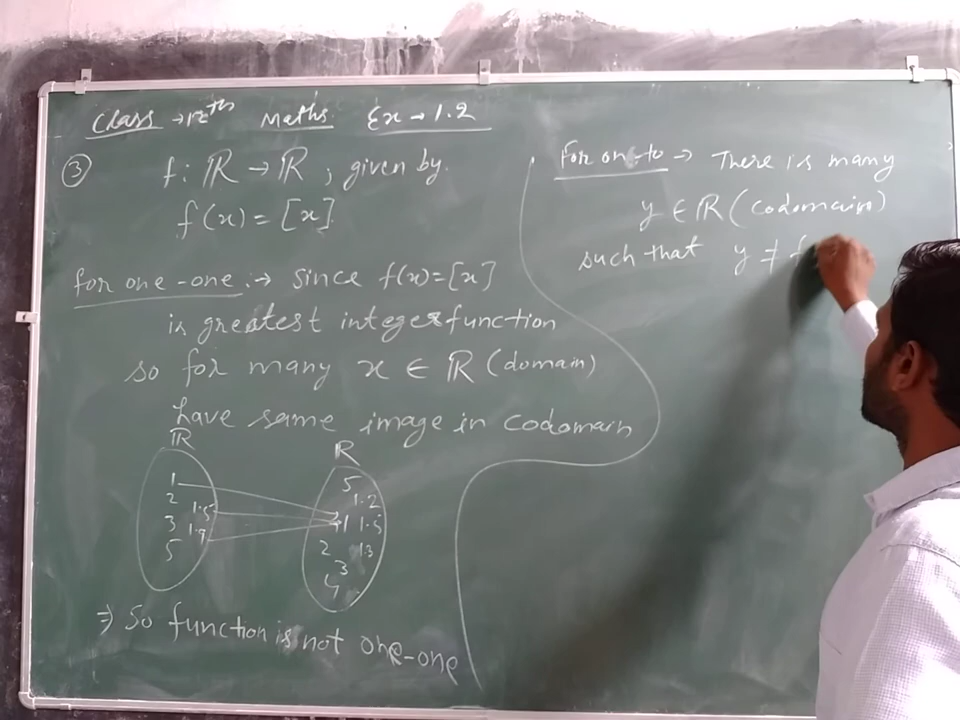 Class → 12th Maths Ex → 1.2
③ f: ℝ → ℝ, given by.
f(x) = [x]
for one-one :→ Since f(x)=[x]
is greatest integer function
so for many x ∈ ℝ (domain)
have same image in codomain
ℝ R
1 5
2 1.2
1.5
3 1 1.5
1.9
5 2 1.3
3
4
⇒ So function is not one-one
For on-to → There is many
y ∈ ℝ (codomain)
such that y ≠ f